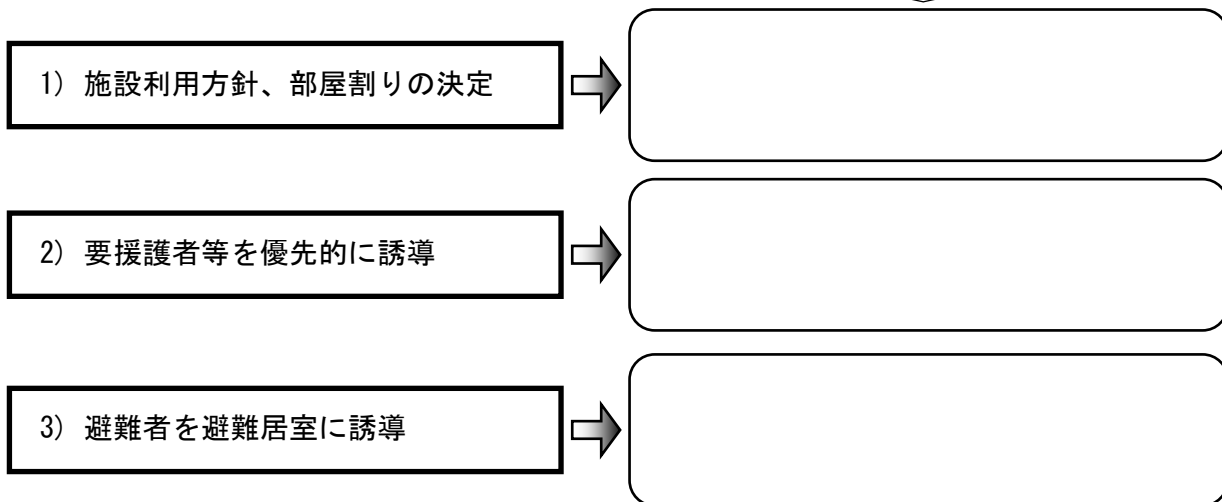 1) 施設利用方針、部屋割りの決定
2) 要援護者等を優先的に誘導
3) 避難者を避難居室に誘導